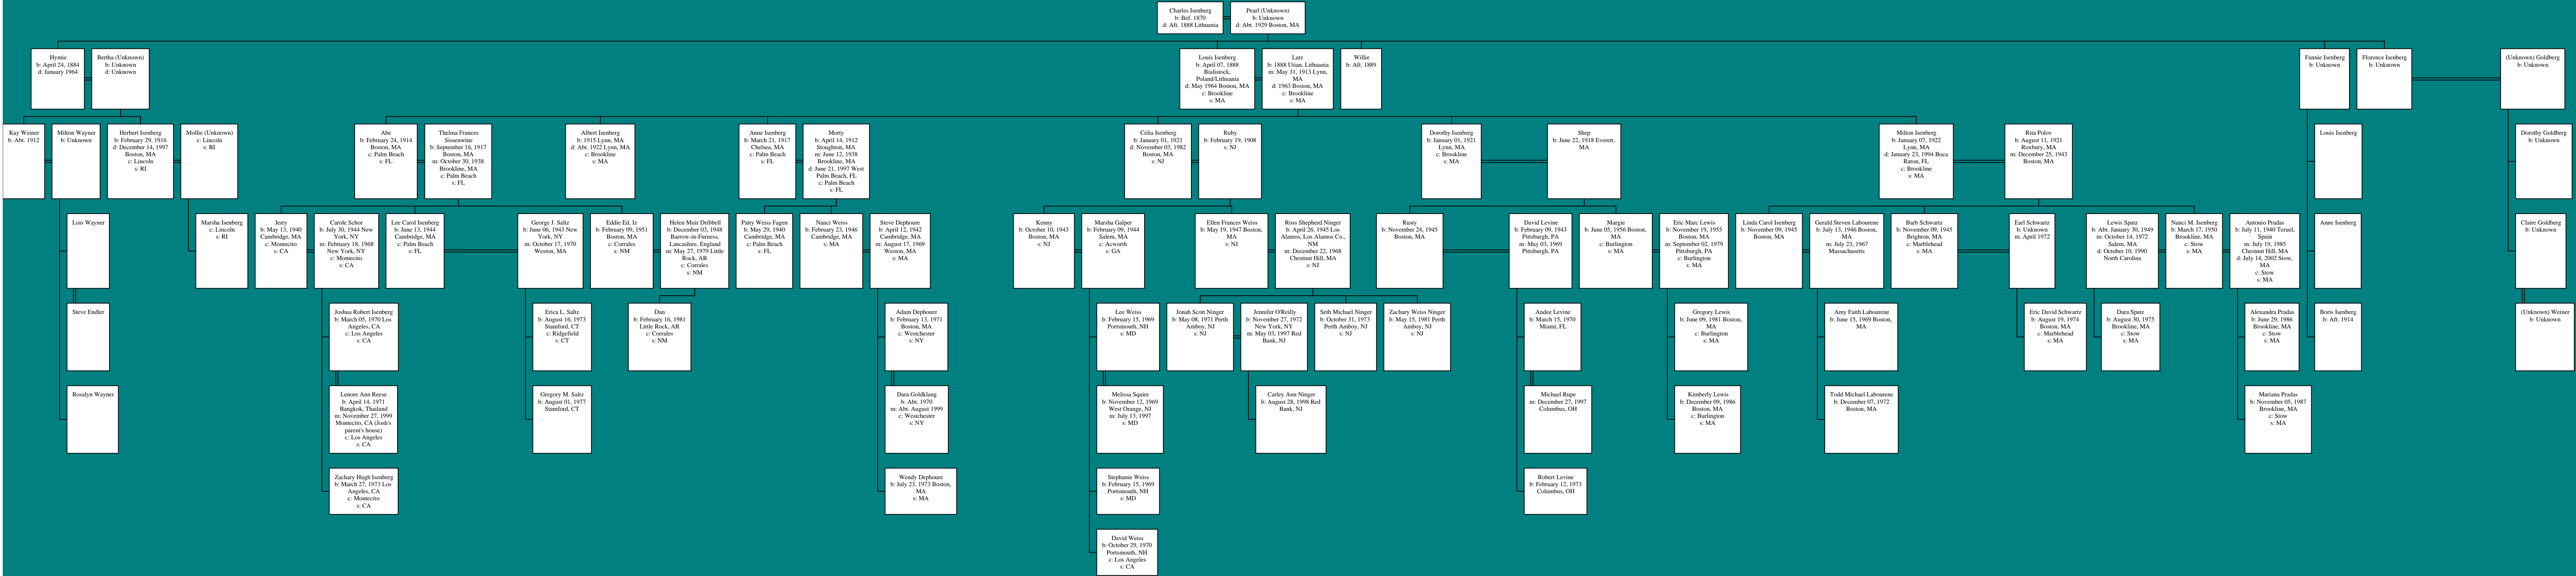 Charles Isenberg
b: Bef. 1870
d: Aft. 1888 Lithuania
Pearl (Unknown)
b: Unknown
d: Abt. 1929 Boston, MA
Hymie
b: April 24, 1884
d: January 1964
Bertha (Unknown)
b: Unknown
d: Unknown
Louis Isenberg
b: April 07, 1888
Bialistock,
Poland/Lithuania
d: May 1964 Boston, MA
c: Brookline
s: MA
Latz
b: 1888 Utian, Lithuania
m: May 31, 1913 Lynn,
MA
d: 1963 Boston, MA
c: Brookline
s: MA
Willie
b: Aft. 1889
Fannie Isenberg
b: Unknown
Florence Isenberg
b: Unknown
(Unknown) Goldberg
b: Unknown
Kay Weiner
b: Abt. 1912
Milton Wayner
b: Unknown
Herbert Isenberg
b: February 29, 1916
d: December 14, 1997
Boston, MA
c: Lincoln
s: RI
Mollie (Unknown)
c: Lincoln
s: RI
Abe
b: February 24, 1914
Boston, MA
c: Palm Beach
s: FL
Thelma Frances
Sissenwine
b: September 16, 1917
Boston, MA
m: October 30, 1938
Brookline, MA
c: Palm Beach
s: FL
Albert Isenberg
b: 1915 Lynn, MA
d: Abt. 1922 Lynn, MA
c: Brookline
s: MA
Anne Isenberg
b: March 21, 1917
Chelsea, MA
c: Palm Beach
s: FL
Morty
b: April 14, 1912
Stoughton, MA
m: June 12, 1938
Brookline, MA
d: June 21, 1997 West
Palm Beach, FL
c: Palm Beach
s: FL
Celia Isenberg
b: January 01, 1921
d: November 03, 1982
Boston, MA
s: NJ
Ruby
b: February 19, 1908
s: NJ
Dorothy Isenberg
b: January 01, 1921
Lynn, MA
c: Brookline
s: MA
Shep
b: June 22, 1918 Everett,
MA
Milton Isenberg
b: January 07, 1922
Lynn, MA
d: January 23, 1994 Boca
Raton, FL
c: Brookline
s: MA
Rita Polov
b: August 11, 1921
Roxbury, MA
m: December 25, 1943
Boston, MA
Louis Isenberg
Dorothy Goldberg
b: Unknown
Lois Wayner
Marsha Isenberg
c: Lincoln
s: RI
Jerry
b: May 13, 1940
Cambridge, MA
c: Montecito
s: CA
Carole Schor
b: July 30, 1944 New
York, NY
m: February 18, 1968
New York, NY
c: Montecito
s: CA
Lee Carol Isenberg
b: June 13, 1944
Cambridge, MA
c: Palm Beach
s: FL
George J. Saltz
b: June 06, 1943 New
York, NY
m: October 17, 1970
Weston, MA
Eddie Ed, Iz
b: February 09, 1951
Boston, MA
c: Corrales
s: NM
Helen Muir Dribbell
b: December 03, 1948
Barrow-in-Furness,
Lancashire, England
m: May 27, 1979 Little
Rock, AR
c: Corrales
s: NM
Patty Weiss Fagen
b: May 29, 1940
Cambridge, MA
c: Palm Beach
s: FL
Nanci Weiss
b: February 23, 1946
Cambridge, MA
s: MA
Steve Dephoure
b: April 12, 1942
Cambridge, MA
m: August 17, 1969
Weston, MA
s: MA
Kenny
b: October 10, 1943
Boston, MA
s: NJ
Marsha Galper
b: February 09, 1944
Salem, MA
c: Acworth
s: GA
Ellen Frances Weiss
b: May 19, 1947 Boston,
MA
s: NJ
Ross Shepherd Ninger
b: April 26, 1945 Los
Alamos, Los Alamos Co.,
NM
m: December 22, 1968
Chestnut Hill, MA
s: NJ
Rusty
b: November 24, 1945
Boston, MA
David Levine
b: February 09, 1943
Pittsburgh, PA
m: May 03, 1969
Pittsburgh, PA
Margie
b: June 05, 1956 Boston,
MA
c: Burlington
s: MA
Eric Marc Lewis
b: November 19, 1955
Boston, MA
m: September 02, 1979
Pittsburgh, PA
c: Burlington
s: MA
Linda Carol Isenberg
b: November 09, 1945
Boston, MA
Gerald Steven Labourene
b: July 13, 1946 Boston,
MA
m: July 23, 1967
Massachusetts
Barb Schwartz
b: November 09, 1945
Brighton, MA
c: Marblehead
s: MA
Earl Schwartz
b: Unknown
m: April 1972
Lewis Spatz
b: Abt. January 30, 1949
m: October 14, 1972
Salem, MA
d: October 10, 1990
North Carolina
Nanci M. Isenberg
b: March 17, 1950
Brookline, MA
c: Stow
s: MA
Antonio Pradas
b: July 11, 1940 Teruel,
Spain
m: July 19, 1985
Chestnut Hill, MA
d: July 14, 2002 Stow,
MA
c: Stow
s: MA
Anne Isenberg
Claire Goldberg
b: Unknown
Steve Endler
Joshua Robert Isenberg
b: March 05, 1970 Los
Angeles, CA
c: Los Angeles
s: CA
Erica L. Saltz
b: August 16, 1973
Stamford, CT
c: Ridgefield
s: CT
Dan
b: February 16, 1981
Little Rock, AR
c: Corrales
s: NM
Adam Dephoure
b: February 13, 1971
Boston, MA
c: Westchester
s: NY
Lee Weiss
b: February 15, 1969
Portsmouth, NH
s: MD
Jonah Scott Ninger
b: May 08, 1971 Perth
Amboy, NJ
s: NJ
Jennifer O'Reilly
b: November 27, 1972
New York, NY
m: May 03, 1997 Red
Bank, NJ
Seth Michael Ninger
b: October 31, 1973
Perth Amboy, NJ
s: NJ
Zachary Weiss Ninger
b: May 15, 1981 Perth
Amboy, NJ
s: NJ
Andee Levine
b: March 15, 1970
Miami, FL
Gregory Lewis
b: June 09, 1981 Boston,
MA
c: Burlington
s: MA
Amy Faith Labourene
b: June 15, 1969 Boston,
MA
Eric David Schwartz
b: August 19, 1974
Boston, MA
c: Marblehead
s: MA
Dara Spatz
b: August 30, 1975
Brookline, MA
c: Stow
s: MA
Alexandra Pradas
b: June 29, 1986
Brookline, MA
c: Stow
s: MA
Boris Isenberg
b: Aft. 1914
(Unknown) Weiner
b: Unknown
Rosalyn Wayner
Lenore Ann Reese
b: April 14, 1971
Bangkok, Thailand
m: November 27, 1999
Montecito, CA (Josh's
parent's house)
c: Los Angeles
s: CA
Gregory M. Saltz
b: August 01, 1977
Stamford, CT
Dara Goldklang
b: Abt. 1970
m: Abt. August 1999
c: Westchester
s: NY
Melissa Squire
b: November 12, 1969
West Orange, NJ
m: July 13, 1997
s: MD
Carley Ann Ninger
b: August 28, 1998 Red
Bank, NJ
Michael Rupe
m: December 27, 1997
Columbus, OH
Kimberly Lewis
b: December 09, 1986
Boston, MA
c: Burlington
s: MA
Todd Michael Labourene
b: December 07, 1972
Boston, MA
Mariana Pradas
b: November 05, 1987
Brookline, MA
c: Stow
s: MA
Zachary Hugh Isenberg
b: March 27, 1973 Los
Angeles, CA
c: Montecito
s: CA
Wendy Dephoure
b: July 23, 1973 Boston,
MA
s: MA
Stephanie Weiss
b: February 15, 1969
Portsmouth, NH
s: MD
Robert Levine
b: February 12, 1973
Columbus, OH
David Weiss
b: October 29, 1970
Portsmouth, NH
c: Los Angeles
s: CA